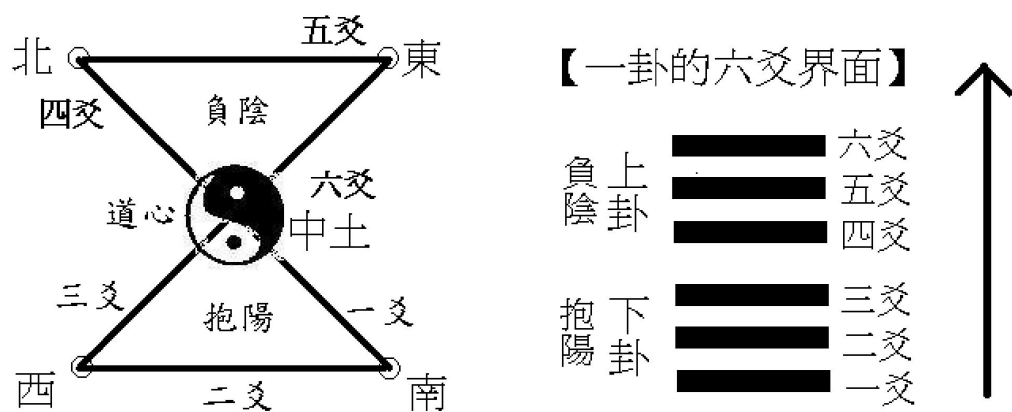 五爻
北
東
四爻
負陰
六爻
道心
中土
三爻
抱陽
一爻
西
二爻
南
【一卦的六爻界面】
負陰
上卦
六爻
五爻
四爻
抱陽
下卦
三爻
二爻
一爻